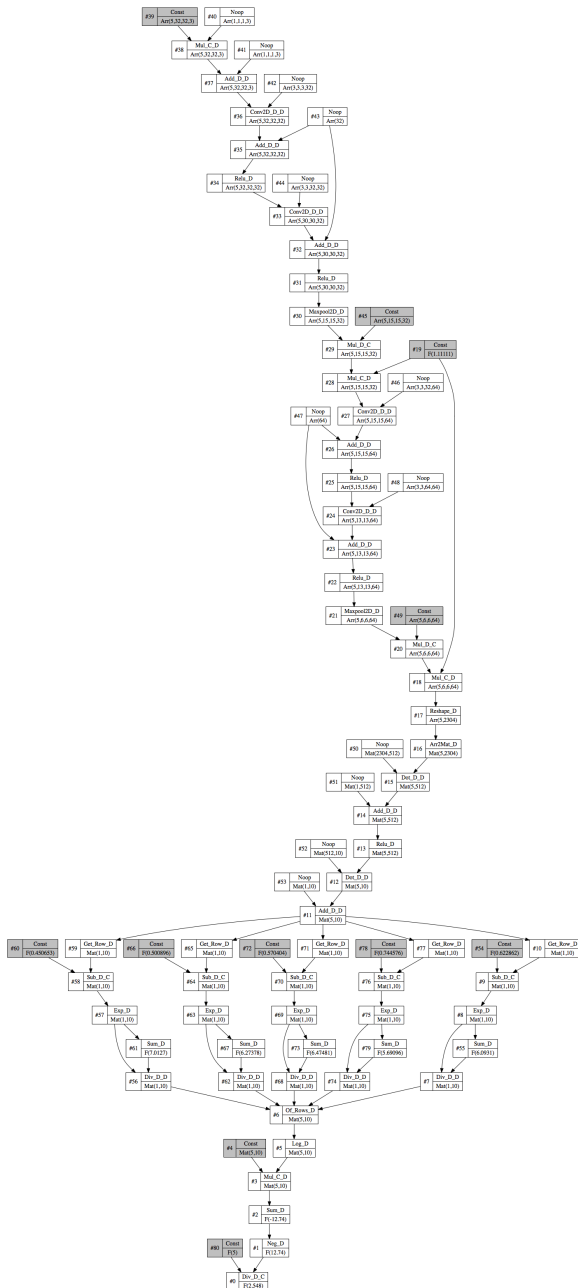 #39 Const Arr(5,32,32,3)
#40 Noop Arr(1,1,1,3)
#38 Mul_C_D Arr(5,32,32,3)
#41 Noop Arr(1,1,1,3)
#37 Add_D_D Arr(5,32,32,3)
#42 Noop Arr(3,3,3,32)
#36 Conv2D_D_D Arr(5,32,32,32)
#43 Noop Arr(32)
#35 Add_D_D Arr(5,32,32,32)
#34 Relu_D Arr(5,32,32,32)
#44 Noop Arr(3,3,32,32)
#33 Conv2D_D_D Arr(5,30,30,32)
#32 Add_D_D Arr(5,30,30,32)
#31 Relu_D Arr(5,30,30,32)
#30 Maxpool2D_D Arr(5,15,15,32)
#45 Const Arr(5,15,15,32)
#29 Mul_D_C Arr(5,15,15,32)
#19 Const F(1.11111)
#28 Mul_C_D Arr(5,15,15,32)
#46 Noop Arr(3,3,32,64)
#47 Noop Arr(64)
#27 Conv2D_D_D Arr(5,15,15,64)
#26 Add_D_D Arr(5,15,15,64)
#25 Relu_D Arr(5,15,15,64)
#48 Noop Arr(3,3,64,64)
#24 Conv2D_D_D Arr(5,13,13,64)
#23 Add_D_D Arr(5,13,13,64)
#22 Relu_D Arr(5,13,13,64)
#21 Maxpool2D_D Arr(5,6,6,64)
#49 Const Arr(5,6,6,64)
#20 Mul_D_C Arr(5,6,6,64)
#18 Mul_C_D Arr(5,6,6,64)
#17 Reshape_D Arr(5,2304)
#50 Noop Mat(2304,512)
#16 Arr2Mat_D Mat(5,2304)
#51 Noop Mat(1,512)
#15 Dot_D_D Mat(5,512)
#14 Add_D_D Mat(5,512)
#52 Noop Mat(512,10)
#13 Relu_D Mat(5,512)
#53 Noop Mat(1,10)
#12 Dot_D_D Mat(5,10)
#11 Add_D_D Mat(5,10)
#60 Const F(0.450653)
#59 Get_Row_D Mat(1,10)
#66 Const F(0.500896)
#65 Get_Row_D Mat(1,10)
#72 Const F(0.570404)
#71 Get_Row_D Mat(1,10)
#78 Const F(0.744576)
#77 Get_Row_D Mat(1,10)
#54 Const F(0.622862)
#10 Get_Row_D Mat(1,10)
#58 Sub_D_C Mat(1,10)
#64 Sub_D_C Mat(1,10)
#70 Sub_D_C Mat(1,10)
#76 Sub_D_C Mat(1,10)
#9 Sub_D_C Mat(1,10)
#57 Exp_D Mat(1,10)
#63 Exp_D Mat(1,10)
#69 Exp_D Mat(1,10)
#75 Exp_D Mat(1,10)
#8 Exp_D Mat(1,10)
#61 Sum_D F(7.0127)
#67 Sum_D F(6.27378)
#73 Sum_D F(6.47481)
#79 Sum_D F(5.69096)
#55 Sum_D F(6.0931)
#56 Div_D_D Mat(1,10)
#62 Div_D_D Mat(1,10)
#68 Div_D_D Mat(1,10)
#74 Div_D_D Mat(1,10)
#7 Div_D_D Mat(1,10)
#6 Of_Rows_D Mat(5,10)
#4 Const Mat(5,10)
#5 Log_D Mat(5,10)
#3 Mul_C_D Mat(5,10)
#2 Sum_D F(-12.74)
#80 Const F(5)
#1 Neg_D F(12.74)
#0 Div_D_C F(2.548)